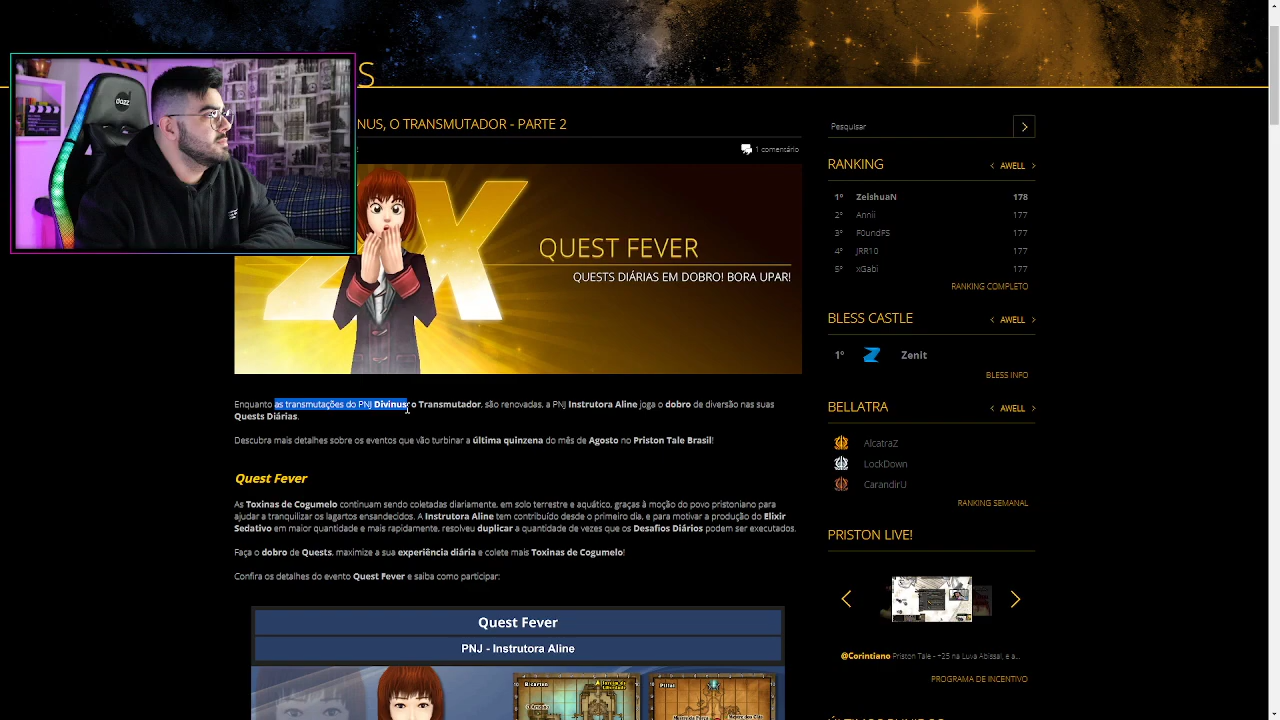 S
NUS, O TRANSMUTADOR - PARTE 2
1 comentário
2X
QUEST FEVER
QUESTS DIÁRIAS EM DOBRO! BORA UPAR!
Enquanto as transmutações do PNJ Divinus, o Transmutador, são renovadas, a PNJ Instrutora Aline joga o dobro de diversão nas suas
Quests Diárias.
Descubra mais detalhes sobre os eventos que vão turbinar a última quinzena do mês de Agosto no Priston Tale Brasil!
Quest Fever
As Toxinas de Cogumelo continuam sendo coletadas diariamente, em solo terrestre e aquático, graças à moção do povo pristoniano para
ajudar a tranquilizar os lagartos ensandecidos. A Instrutora Aline tem contribuído desde o primeiro dia, e para motivar a produção do Elixir
Sedativo em maior quantidade e mais rapidamente, resolveu duplicar a quantidade de vezes que os Desafios Diários podem ser executados.
Faça o dobro de Quests, maximize a sua experiência diária e colete mais Toxinas de Cogumelo!
Confira os detalhes do evento Quest Fever e saiba como participar:
Quest Fever
PNJ - Instrutora Aline
Ricarten
Pillai
Pesquisar
RANKING
AWELL
1º ZeishuaN 178
2º Annii 177
3º F0undF5 177
4º JRR10 177
5º xGabi 177
RANKING COMPLETO
BLESS CASTLE
AWELL
1º Zenit
BLESS INFO
BELLATRA
AWELL
AlcatraZ
LockDown
CarandirU
RANKING SEMANAL
PRISTON LIVE!
@Corintiano Priston Tale - +25 na Luva Abissal, e a...
PROGRAMA DE INCENTIVO
dazz